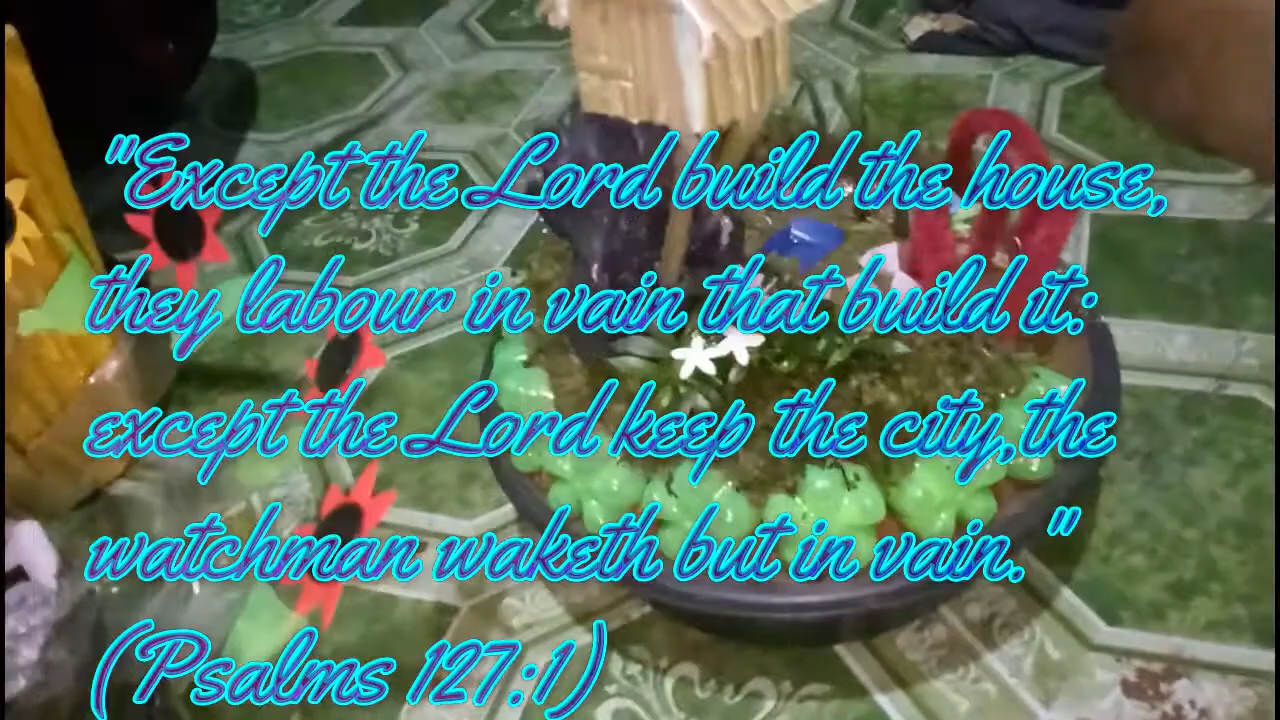 "Except the Lord build the house,
they labour in vain that build it:
except the Lord keep the city,the
watchman waketh but in vain."
(Psalms 127:1)